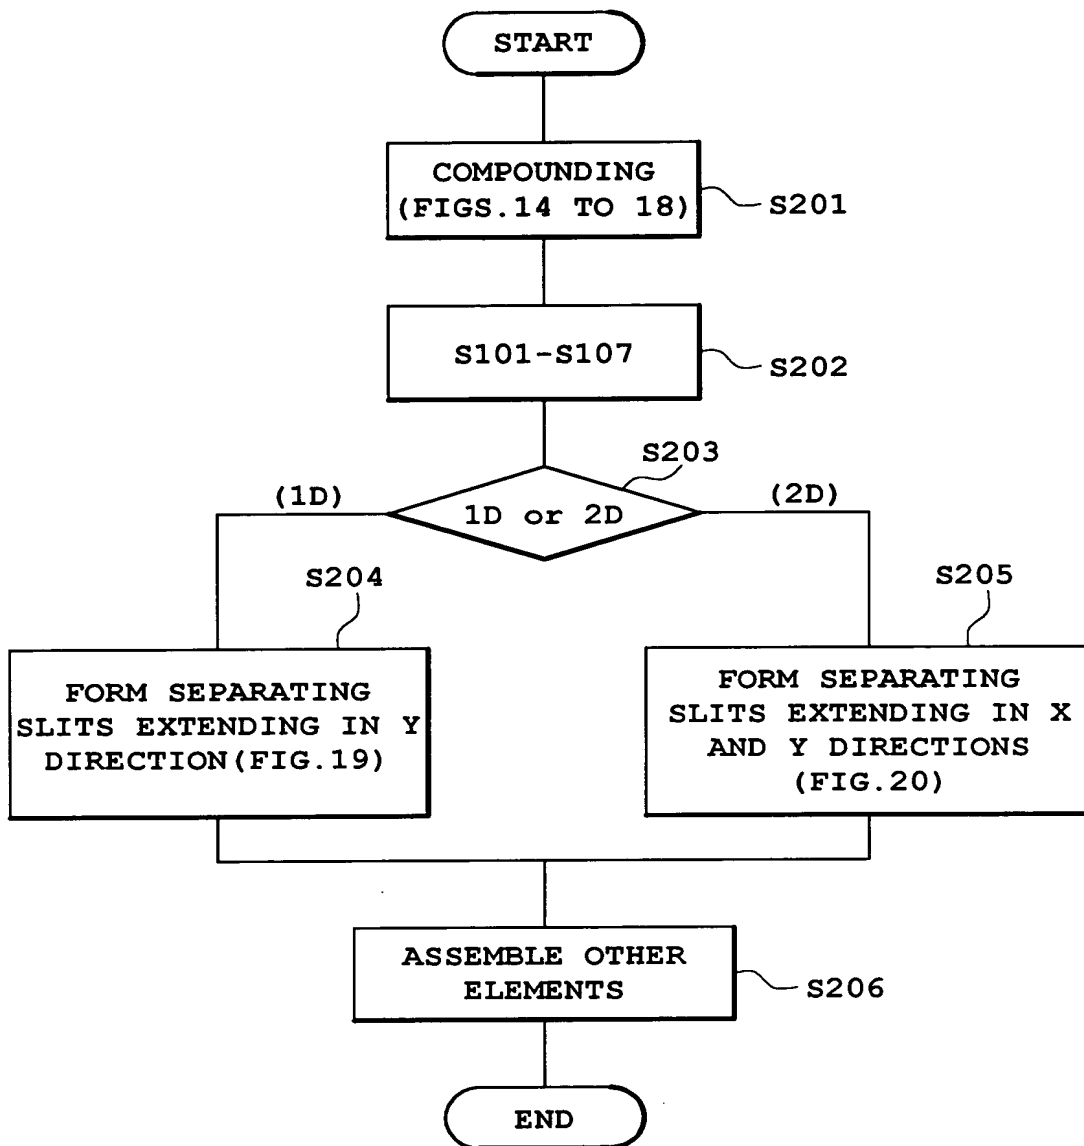 START
COMPOUNDING
(FIGS.14 TO 18)
S201
S101-S107
S202
S203
(1D)
1D or 2D
(2D)
S204
S205
FORM SEPARATING
SLITS EXTENDING IN Y
DIRECTION(FIG.19)
FORM SEPARATING
SLITS EXTENDING IN X
AND Y DIRECTIONS
(FIG.20)
ASSEMBLE OTHER
ELEMENTS
S206
END